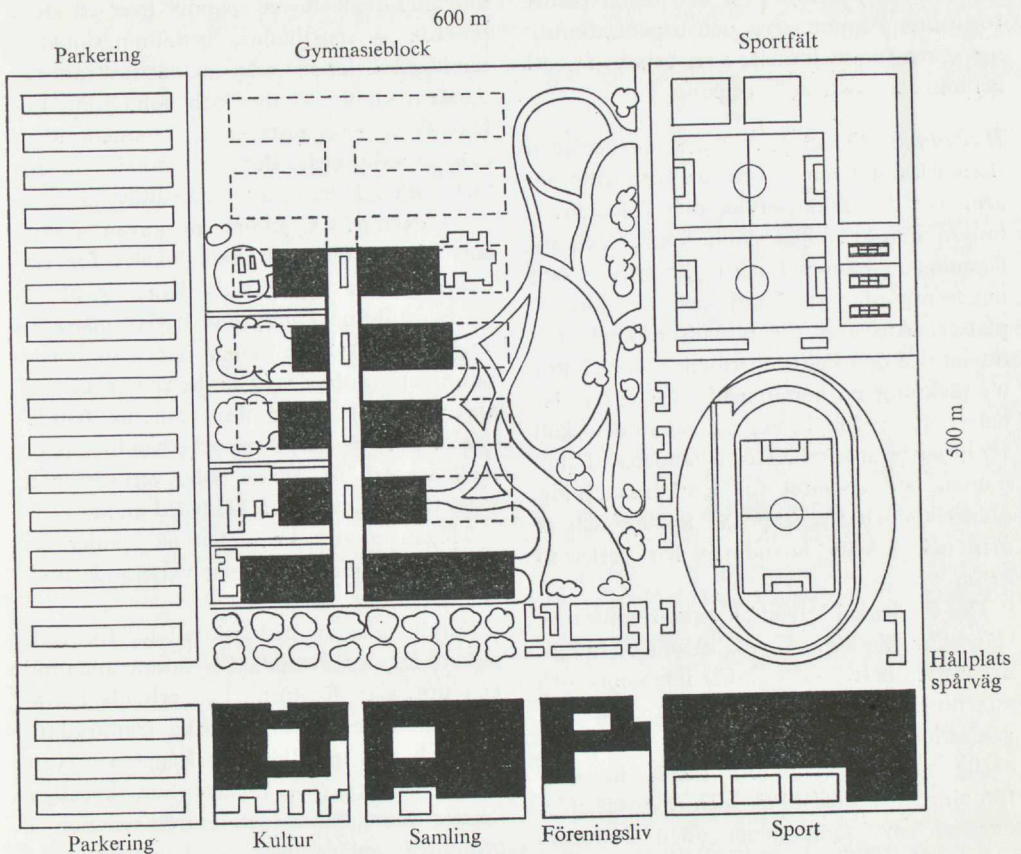 600 m
Parkering
Gymnasieblock
Sportfält
500 m
Hållplats
spårväg
Parkering
Kultur
Samling
Föreningsliv
Sport